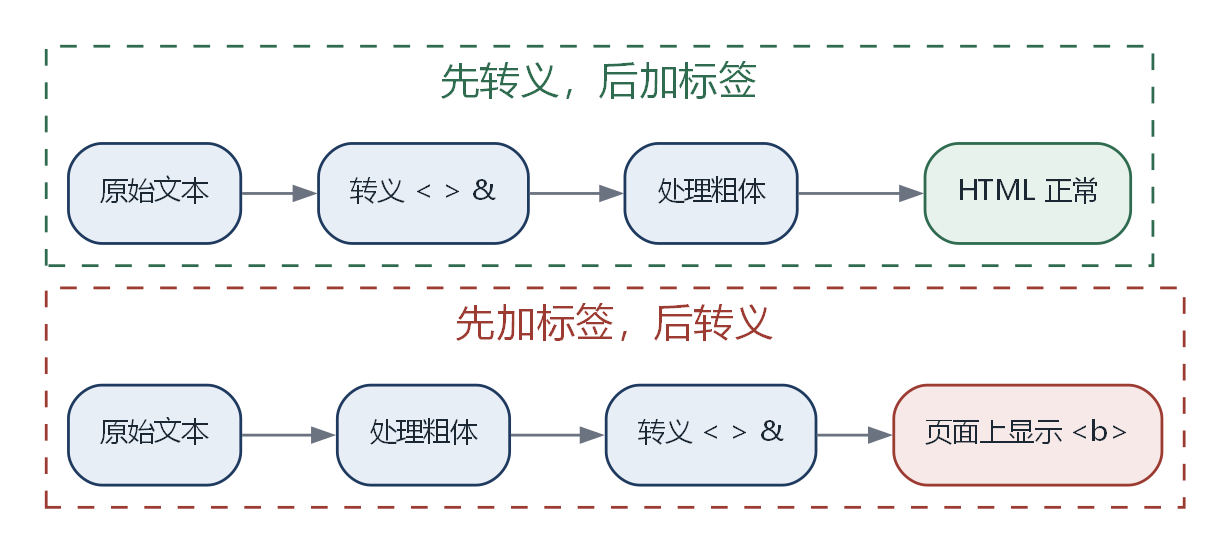 先转义，后加标签
原始文本
转义 < > &
处理粗体
HTML 正常
先加标签，后转义
原始文本
处理粗体
转义 < > &
页面上显示 <b>